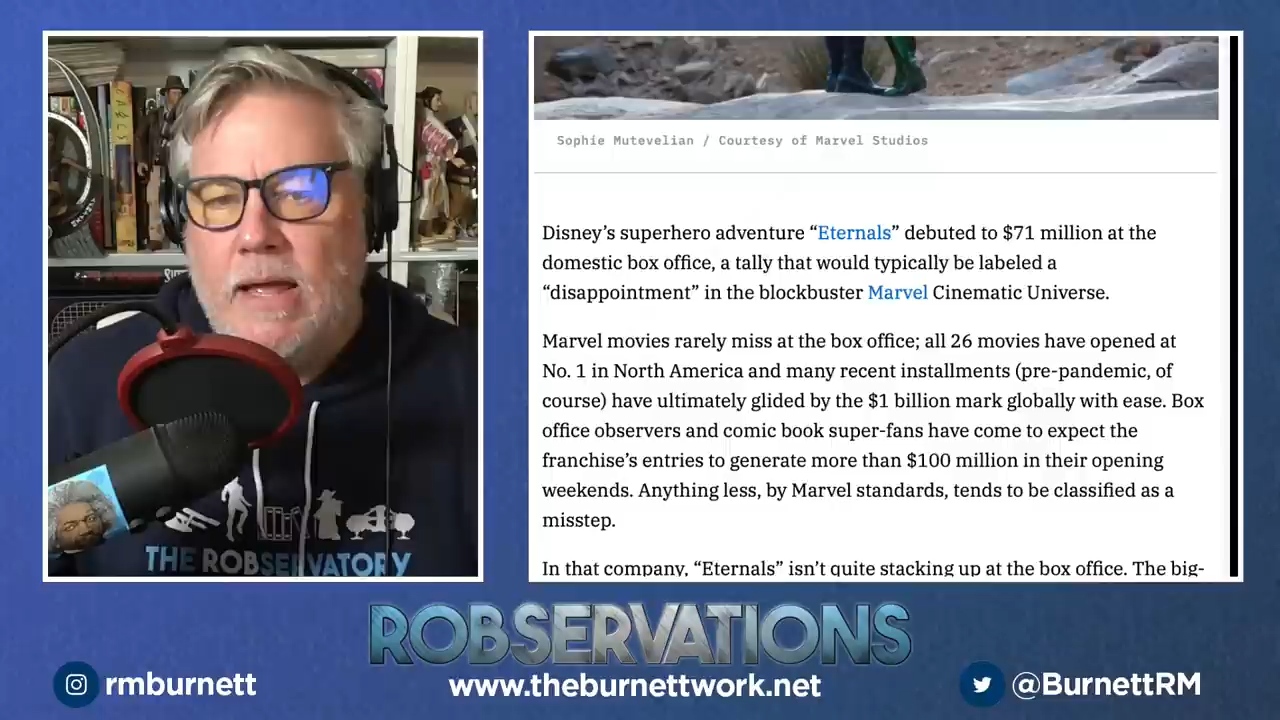 Sophie Mutevelian / Courtesy of Marvel Studios
Disney’s superhero adventure “Eternals” debuted to $71 million at the
domestic box office, a tally that would typically be labeled a
“disappointment” in the blockbuster Marvel Cinematic Universe.
Marvel movies rarely miss at the box office; all 26 movies have opened at
No. 1 in North America and many recent installments (pre-pandemic, of
course) have ultimately glided by the $1 billion mark globally with ease. Box
office observers and comic book super-fans have come to expect the
franchise’s entries to generate more than $100 million in their opening
weekends. Anything less, by Marvel standards, tends to be classified as a
misstep.
In that company, “Eternals” isn’t quite stacking up at the box office. The big-
THE ROBSERVATORY
ROBSERVATIONS
rmburnett
www.theburnettwork.net
@BurnettRM